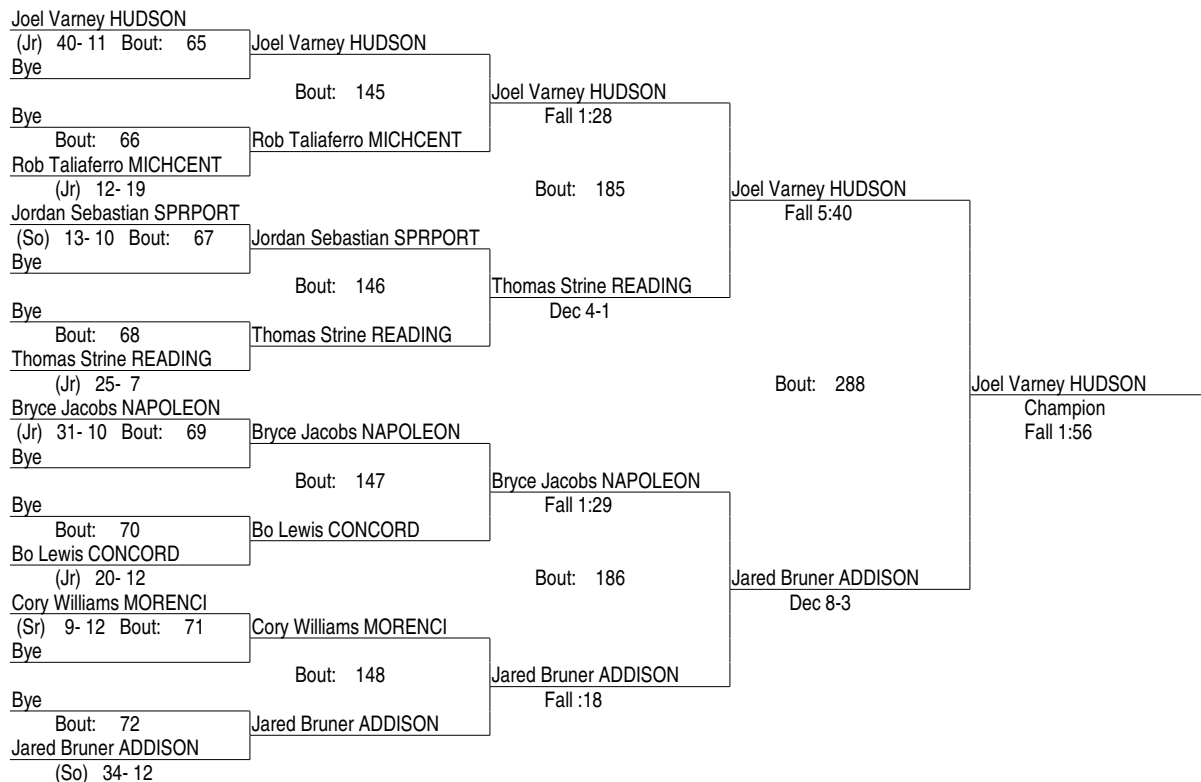 Joel Varney HUDSON
(Jr) 40- 11 Bout: 65
Bye
Bye
Bout: 66
Rob Taliaferro MICHCENT
(Jr) 12- 19
Jordan Sebastian SPRPORT
(So) 13- 10 Bout: 67
Bye
Bye
Bout: 68
Thomas Strine READING
(Jr) 25- 7
Bryce Jacobs NAPOLEON
(Jr) 31- 10 Bout: 69
Bye
Bye
Bout: 70
Bo Lewis CONCORD
(Jr) 20- 12
Cory Williams MORENCI
(Sr) 9- 12 Bout: 71
Bye
Bye
Bout: 72
Jared Bruner ADDISON
(So) 34- 12
Joel Varney HUDSON
Bout: 145
Rob Taliaferro MICHCENT
Jordan Sebastian SPRPORT
Bout: 146
Thomas Strine READING
Bryce Jacobs NAPOLEON
Bout: 147
Bo Lewis CONCORD
Cory Williams MORENCI
Bout: 148
Jared Bruner ADDISON
Joel Varney HUDSON
Fall 1:28
Bout: 185
Thomas Strine READING
Dec 4-1
Bryce Jacobs NAPOLEON
Fall 1:29
Bout: 186
Jared Bruner ADDISON
Fall :18
Joel Varney HUDSON
Fall 5:40
Bout: 288
Jared Bruner ADDISON
Dec 8-3
Joel Varney HUDSON
Champion
Fall 1:56